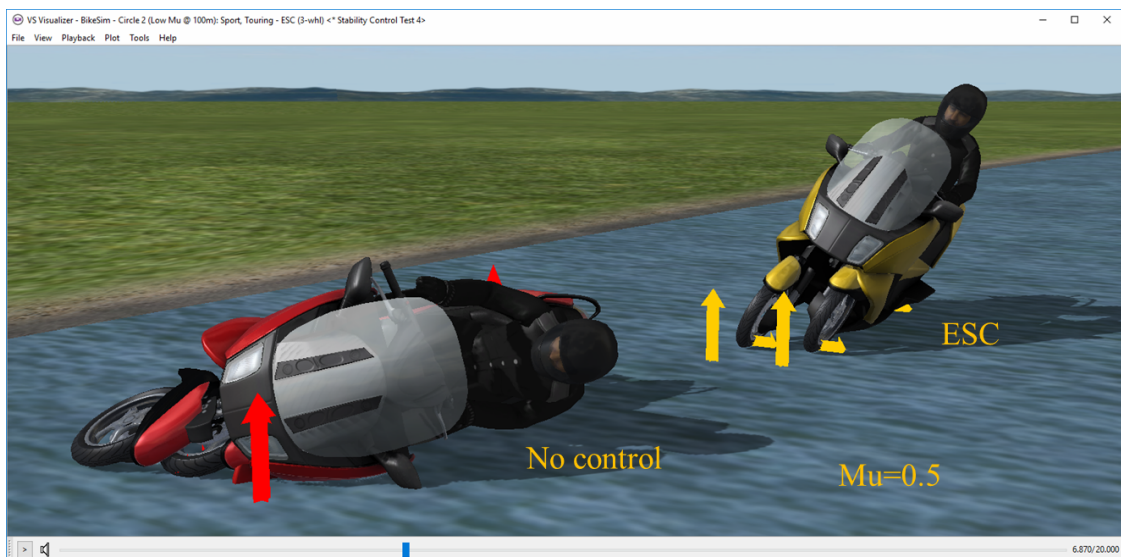 VS Visualizer - BikeSim - Circle 2 (Low Mu @ 100m): Sport, Touring - ESC (3-whl) <* Stability Control Test 4>
File View Playback Plot Tools Help
ESC
No control
Mu=0.5
6.870/20.000